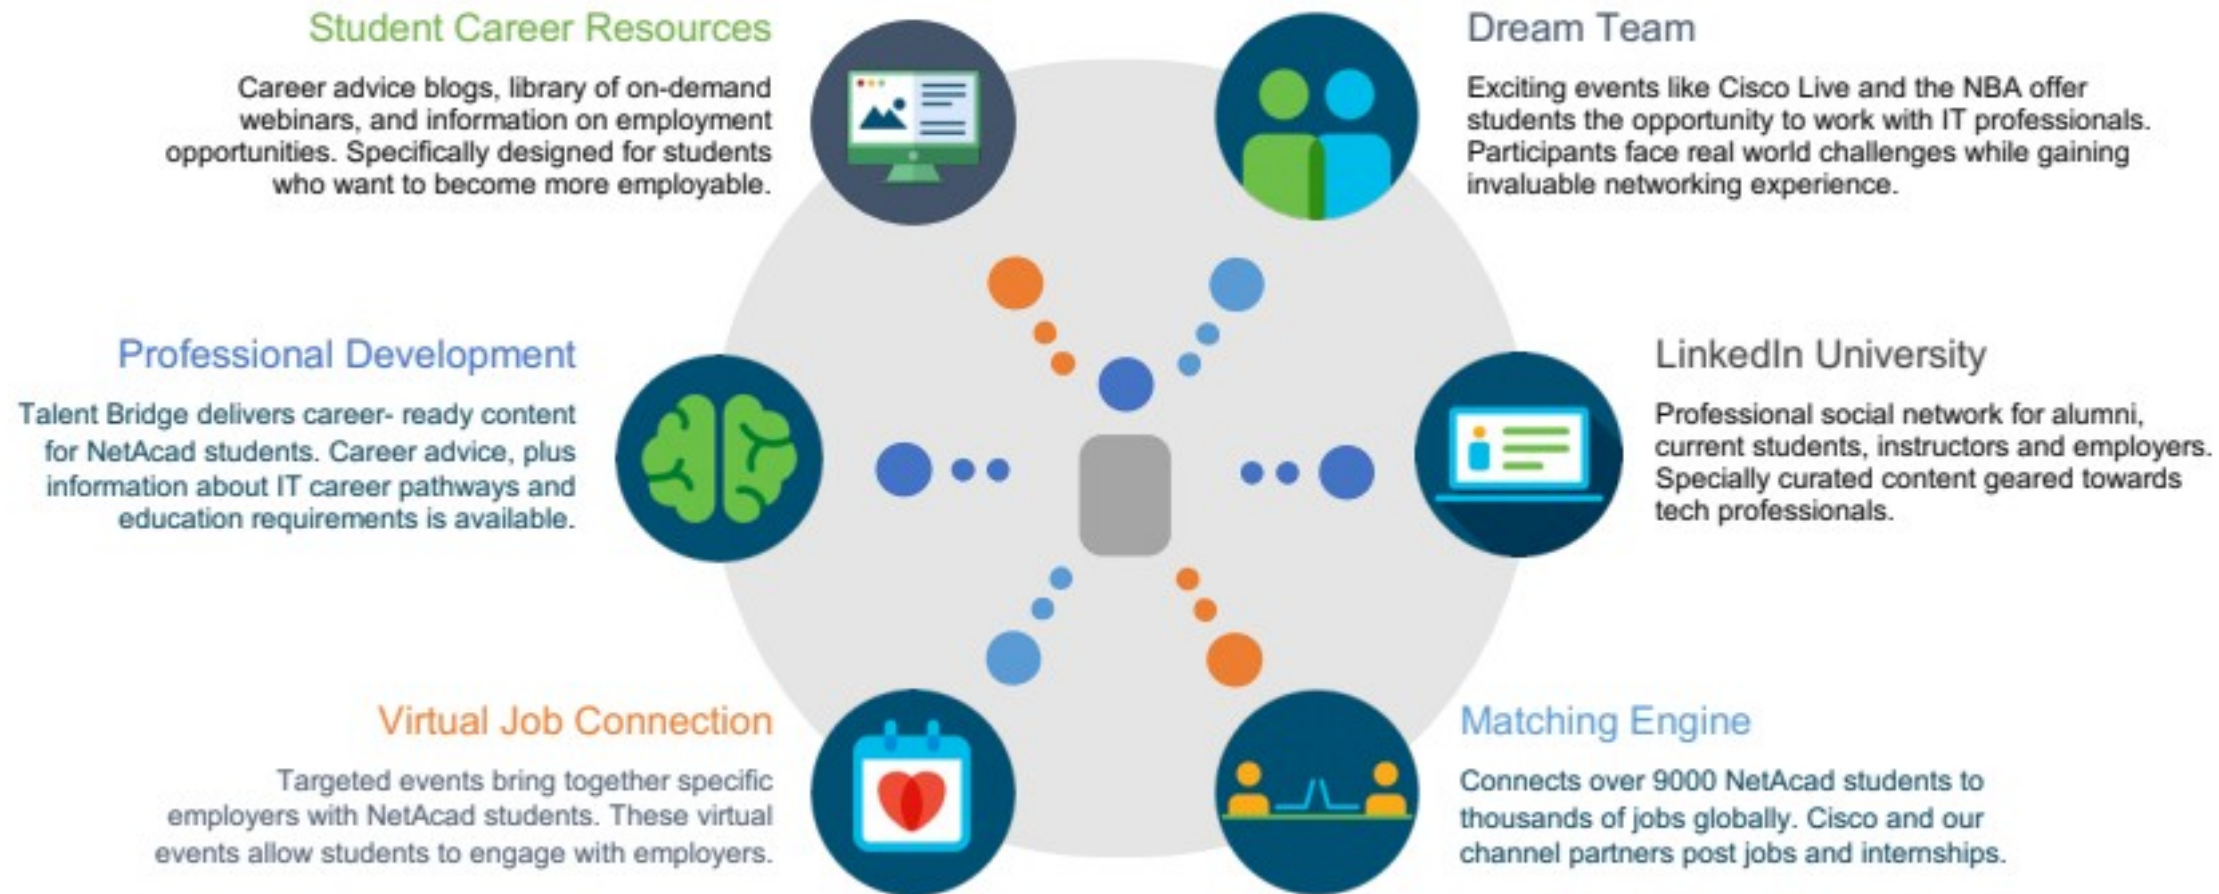 Student Career Resources
Career advice blogs, library of on-demand
webinars, and information on employment
opportunities. Specifically designed for students
who want to become more employable.
Dream Team
Exciting events like Cisco Live and the NBA offer
students the opportunity to work with IT professionals.
Participants face real world challenges while gaining
invaluable networking experience.
Professional Development
Talent Bridge delivers career- ready content
for NetAcad students. Career advice, plus
information about IT career pathways and
education requirements is available.
LinkedIn University
Professional social network for alumni,
current students, instructors and employers.
Specially curated content geared towards
tech professionals.
Virtual Job Connection
Targeted events bring together specific
employers with NetAcad students. These virtual
events allow students to engage with employers.
Matching Engine
Connects over 9000 NetAcad students to
thousands of jobs globally. Cisco and our
channel partners post jobs and internships.